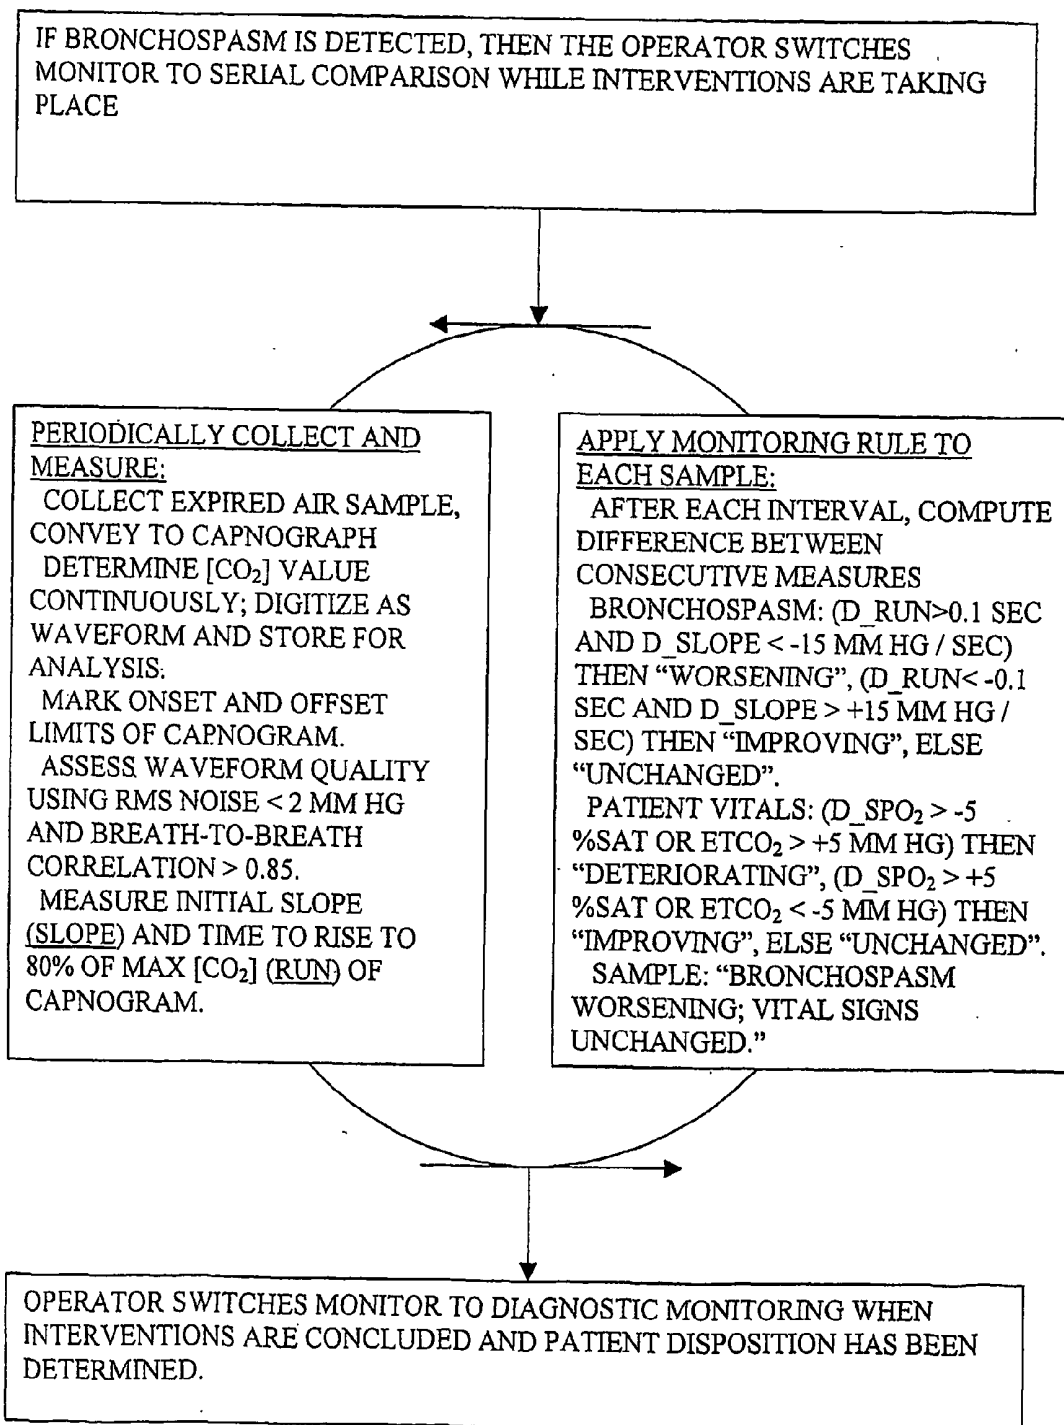 IF BRONCHOSPASM IS DETECTED, THEN THE OPERATOR SWITCHES
MONITOR TO SERIAL COMPARISON WHILE INTERVENTIONS ARE TAKING
PLACE
PERIODICALLY COLLECT AND
MEASURE:
COLLECT EXPIRED AIR SAMPLE,
CONVEY TO CAPNOGRAPH
DETERMINE [CO₂] VALUE
CONTINUOUSLY; DIGITIZE AS
WAVEFORM AND STORE FOR
ANALYSIS.
MARK ONSET AND OFFSET
LIMITS OF CAPNOGRAM.
ASSESS WAVEFORM QUALITY
USING RMS NOISE < 2 MM HG
AND BREATH-TO-BREATH
CORRELATION > 0.85.
MEASURE INITIAL SLOPE
(SLOPE) AND TIME TO RISE TO
80% OF MAX [CO₂] (RUN) OF
CAPNOGRAM.
APPLY MONITORING RULE TO
EACH SAMPLE:
AFTER EACH INTERVAL, COMPUTE
DIFFERENCE BETWEEN
CONSECUTIVE MEASURES
BRONCHOSPASM: (D_RUN>0.1 SEC
AND D_SLOPE < -15 MM HG / SEC)
THEN “WORSENING”, (D_RUN< -0.1
SEC AND D_SLOPE > +15 MM HG /
SEC) THEN “IMPROVING”, ELSE
“UNCHANGED”.
PATIENT VITALS: (D_SPO₂ > -5
%SAT OR ETCO₂ > +5 MM HG) THEN
“DETERIORATING”, (D_SPO₂ > +5
%SAT OR ETCO₂ < -5 MM HG) THEN
“IMPROVING”, ELSE “UNCHANGED”.
SAMPLE: “BRONCHOSPASM
WORSENING; VITAL SIGNS
UNCHANGED.”
OPERATOR SWITCHES MONITOR TO DIAGNOSTIC MONITORING WHEN
INTERVENTIONS ARE CONCLUDED AND PATIENT DISPOSITION HAS BEEN
DETERMINED.